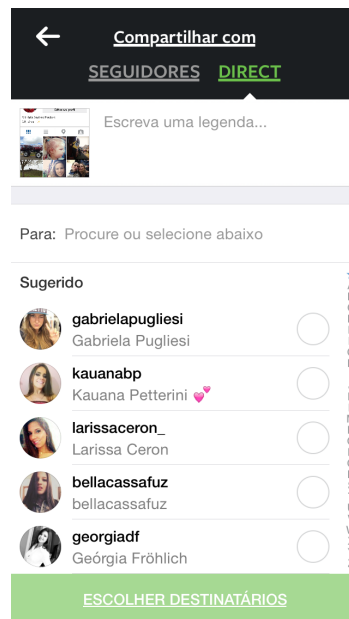 Compartilhar com
SEGUIDORES DIRECT
Escreva uma legenda...
Para: Procure ou selecione abaixo
Sugerido
gabrielapugliesi
Gabriela Pugliesi
kauanabp
Kauana Petterini 💕
larissaceron_
Larissa Ceron
bellacassafuz
bellacassafuz
georgiadf
Geórgia Fröhlich
ESCOLHER DESTINATÁRIOS